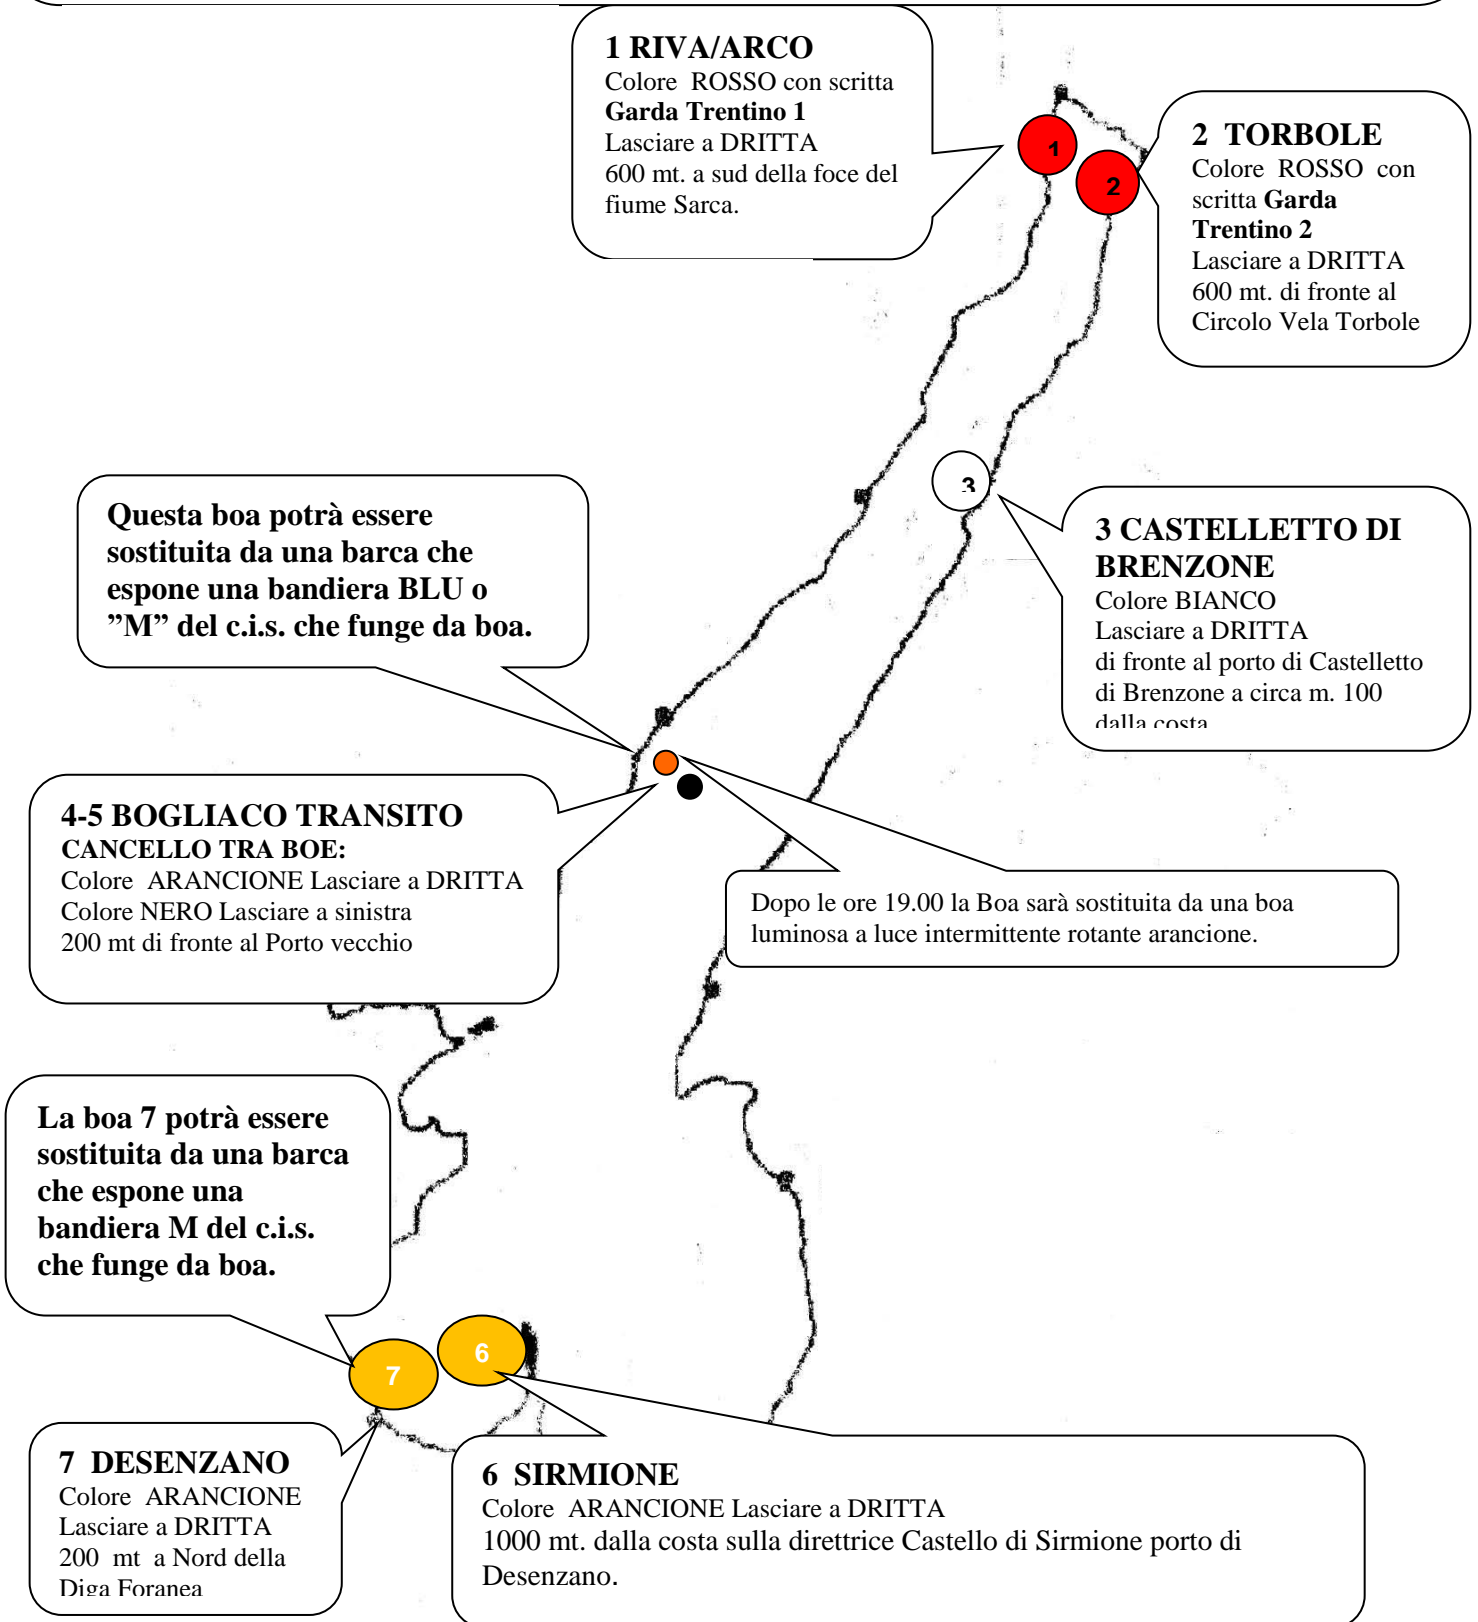 1 RIVA/ARCO
Colore ROSSO con scritta
Garda Trentino 1
Lasciare a DRITTA
600 mt. a sud della foce del
fiume Sarca.
1
2
2 TORBOLE
Colore ROSSO con
scritta Garda
Trentino 2
Lasciare a DRITTA
600 mt. di fronte al
Circolo Vela Torbole
3
3 CASTELLETTO DI
BRENZONE
Colore BIANCO
Lasciare a DRITTA
di fronte al porto di Castelletto
di Brenzone a circa m. 100
dalla costa
Questa boa potrà essere
sostituita da una barca che
espone una bandiera BLU o
”M” del c.i.s. che funge da boa.
4-5 BOGLIACO TRANSITO
CANCELLO TRA BOE:
Colore ARANCIONE Lasciare a DRITTA
Colore NERO Lasciare a sinistra
200 mt di fronte al Porto vecchio
Dopo le ore 19.00 la Boa sarà sostituita da una boa
luminosa a luce intermittente rotante arancione.
La boa 7 potrà essere
sostituita da una barca
che espone una
bandiera M del c.i.s.
che funge da boa.
7
6
7 DESENZANO
Colore ARANCIONE
Lasciare a DRITTA
200 mt a Nord della
Diga Foranea
6 SIRMIONE
Colore ARANCIONE Lasciare a DRITTA
1000 mt. dalla costa sulla direttrice Castello di Sirmione porto di
Desenzano.